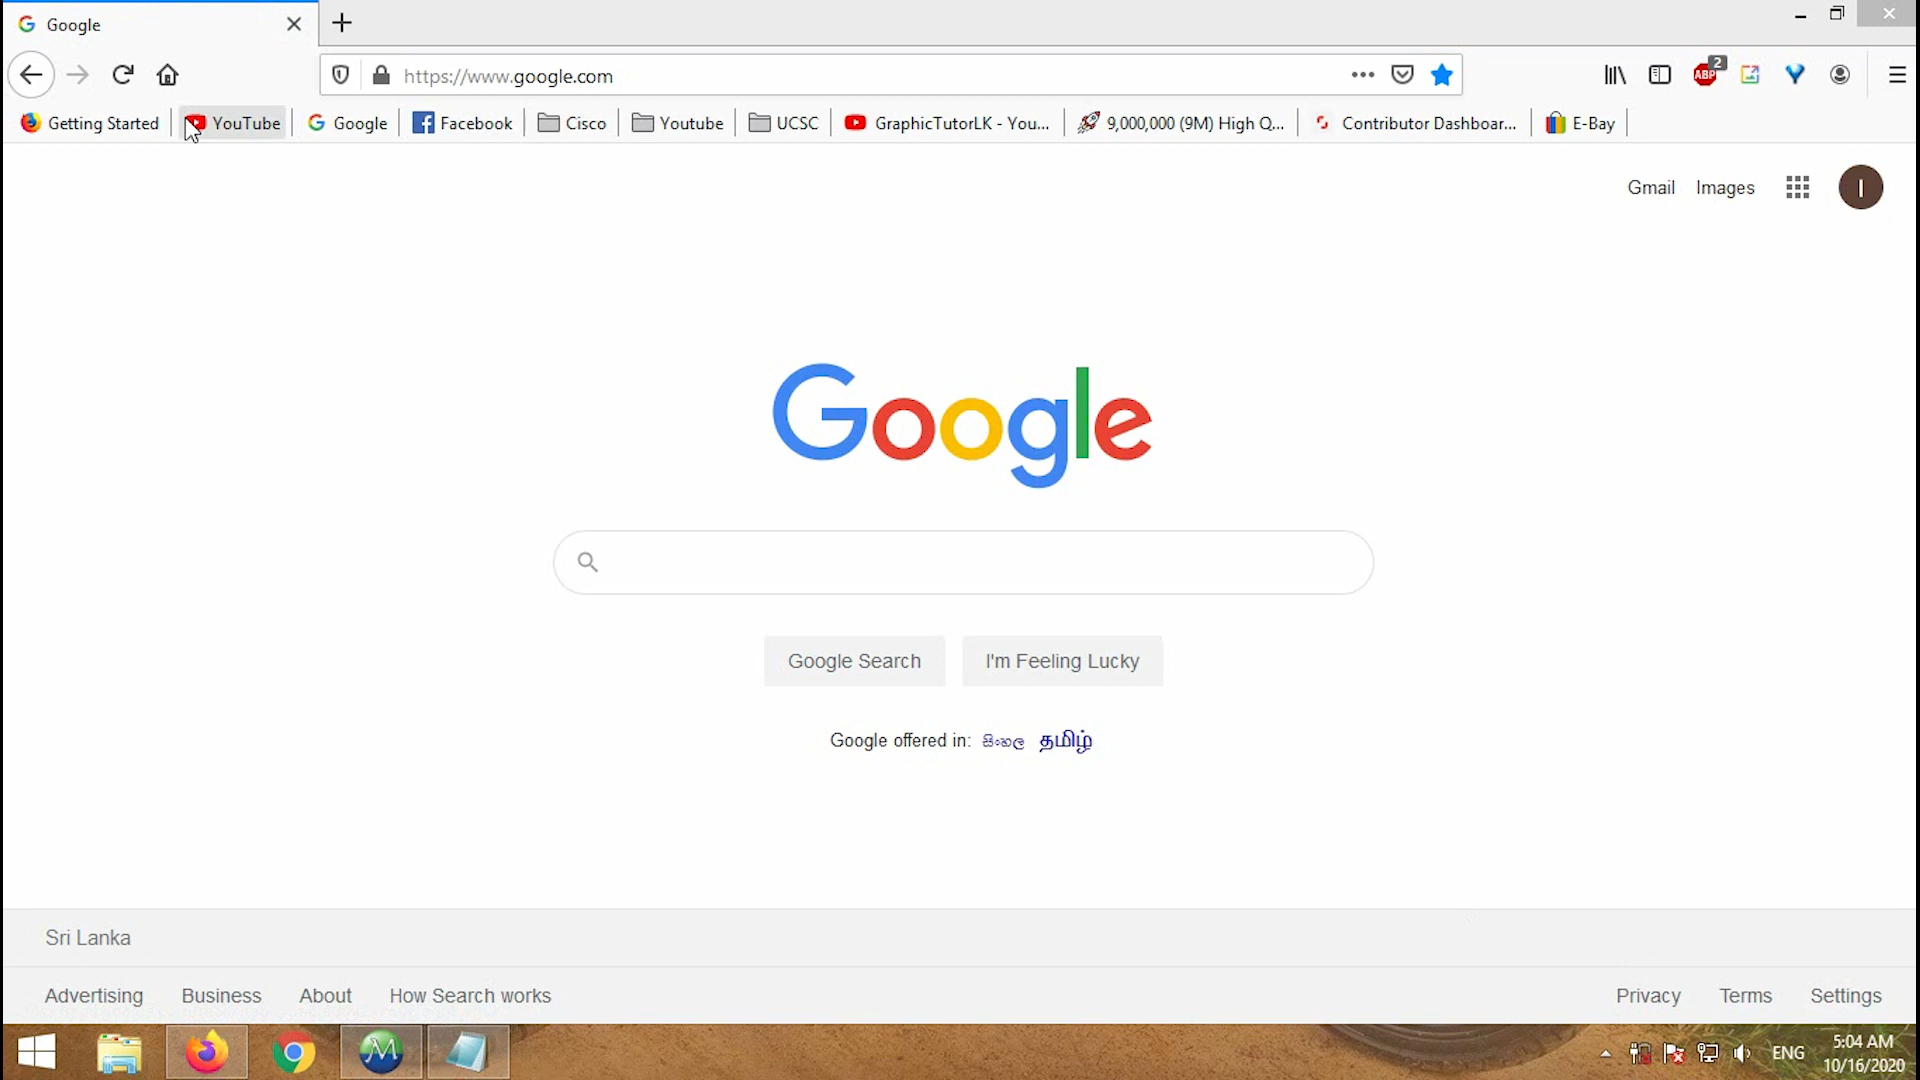 Google
https://www.google.com
ABP 2
Getting Started YouTube Google Facebook Cisco Youtube UCSC GraphicTutorLK - You... 9,000,000 (9M) High Q... Contributor Dashboar... E-Bay
Gmail Images I
Google
Google Search I'm Feeling Lucky
Google offered in: සිංහල தமிழ்
Sri Lanka
Advertising Business About How Search works Privacy Terms Settings
ENG 5:04 AM
10/16/2020